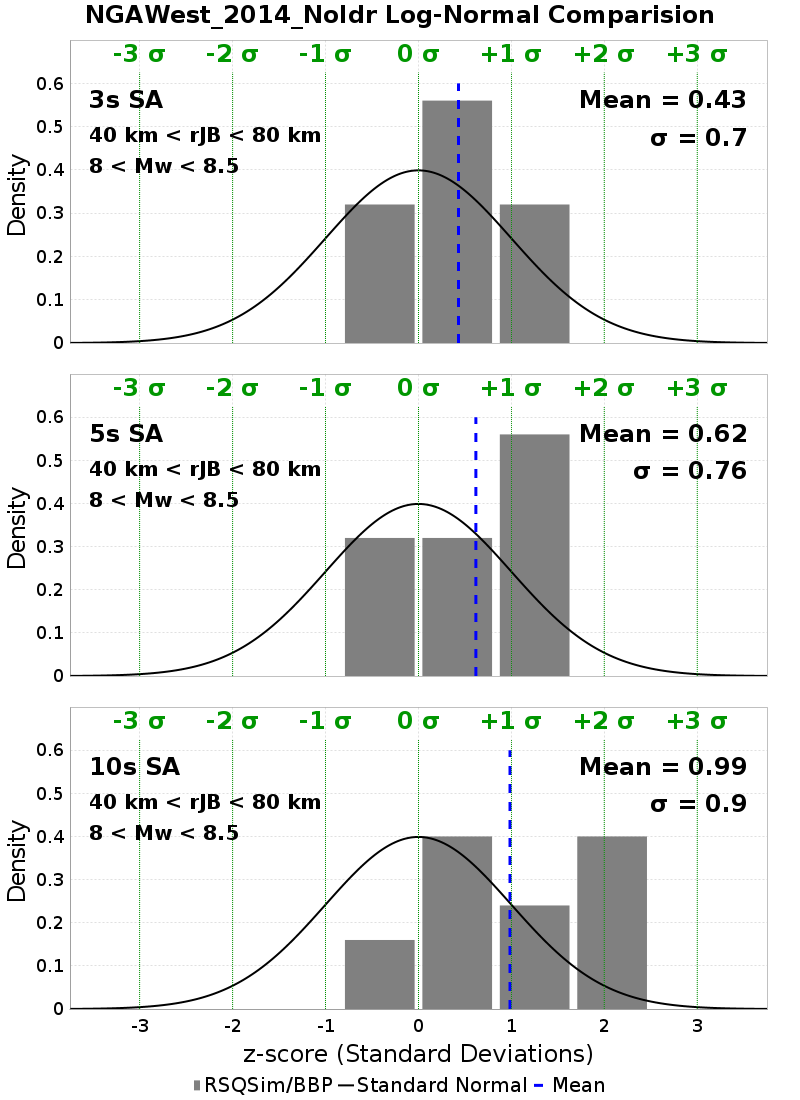 NGAWest_2014_NoIdr Log-Normal Comparision
-3 σ -2 σ -1 σ 0 σ +1 σ +2 σ +3 σ
3s SA
Mean = 0.43
40 km < rJB < 80 km
σ = 0.7
8 < Mw < 8.5
0.6
0.5
0.4
0.3
0.2
0.1
0
Density
-3 σ -2 σ -1 σ 0 σ +1 σ +2 σ +3 σ
5s SA
Mean = 0.62
40 km < rJB < 80 km
σ = 0.76
8 < Mw < 8.5
0.6
0.5
0.4
0.3
0.2
0.1
0
Density
-3 σ -2 σ -1 σ 0 σ +1 σ +2 σ +3 σ
10s SA
Mean = 0.99
40 km < rJB < 80 km
σ = 0.9
8 < Mw < 8.5
0.6
0.5
0.4
0.3
0.2
0.1
0
Density
-3 -2 -1 0 1 2 3
z-score (Standard Deviations)
RSQSim/BBP Standard Normal Mean